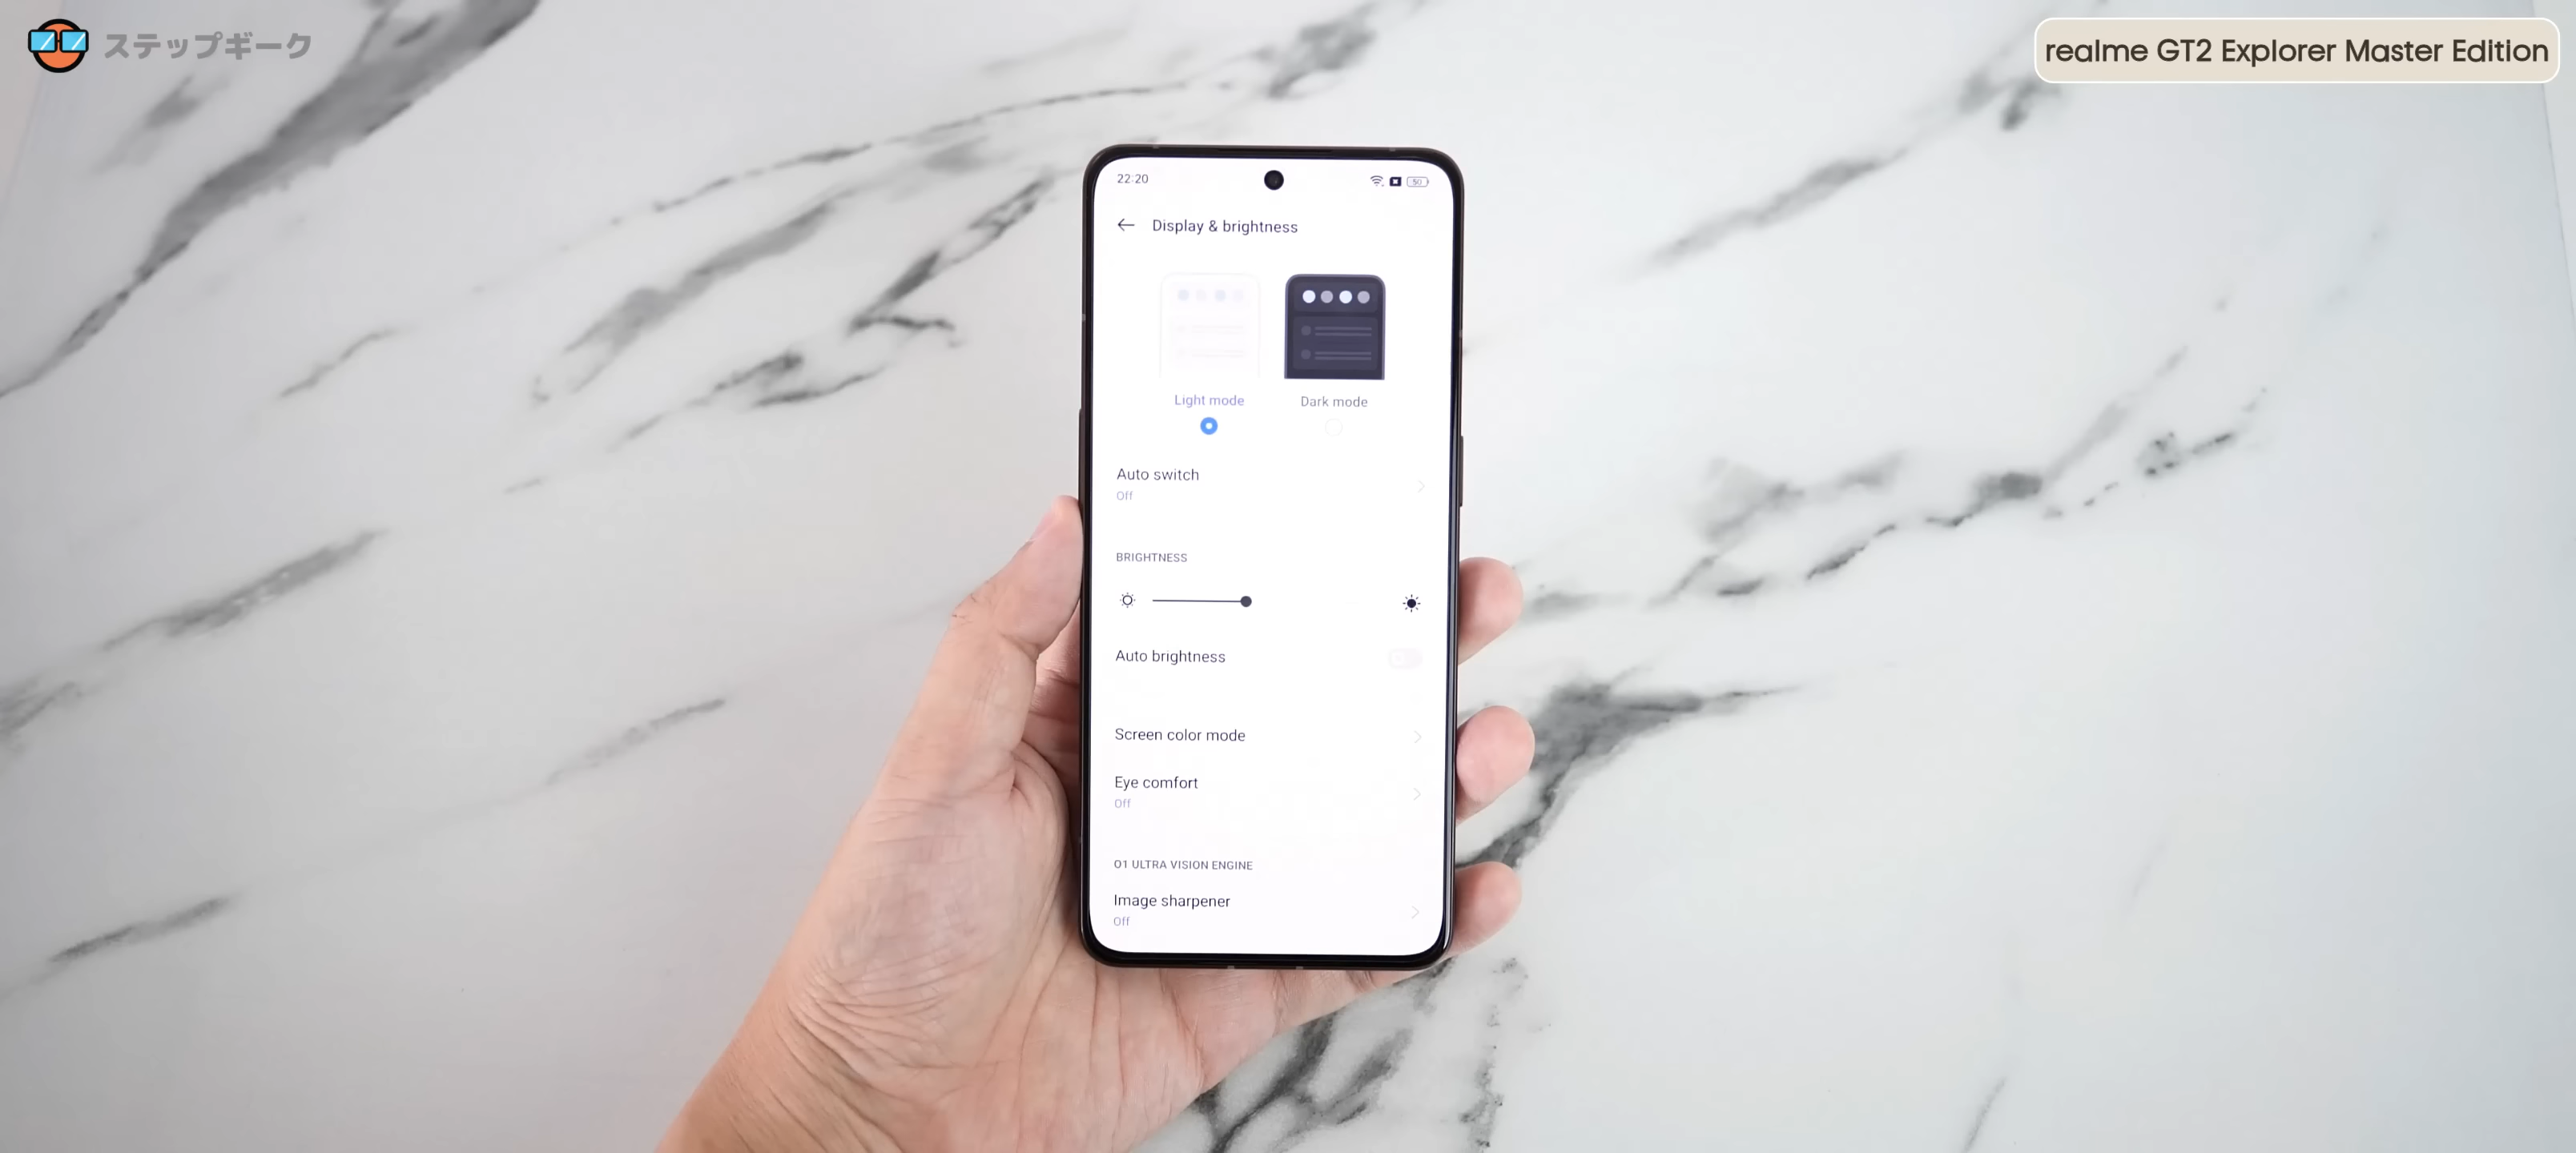 ステップギーク
realme GT2 Explorer Master Edition
22:20
50
Display & brightness
Light mode
Dark mode
Auto switch
Off
BRIGHTNESS
Auto brightness
Screen color mode
Eye comfort
Off
O1 ULTRA VISION ENGINE
Image sharpener
Off